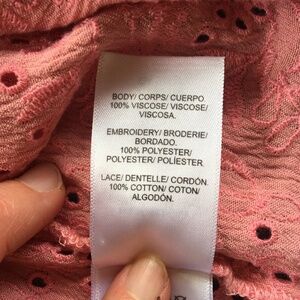 BODY/ CORPS/ CUERPO.
100% VISCOSE/ VISCOSE/
VISCOSA.
EMBROIDERY/ BRODERIE/
BORDADO.
100% POLYESTER/
POLYESTER/ POLIÉSTER.
LACE/ DENTELLE/ CORDÓN.
100% COTTON/ COTON/
ALGODÓN.